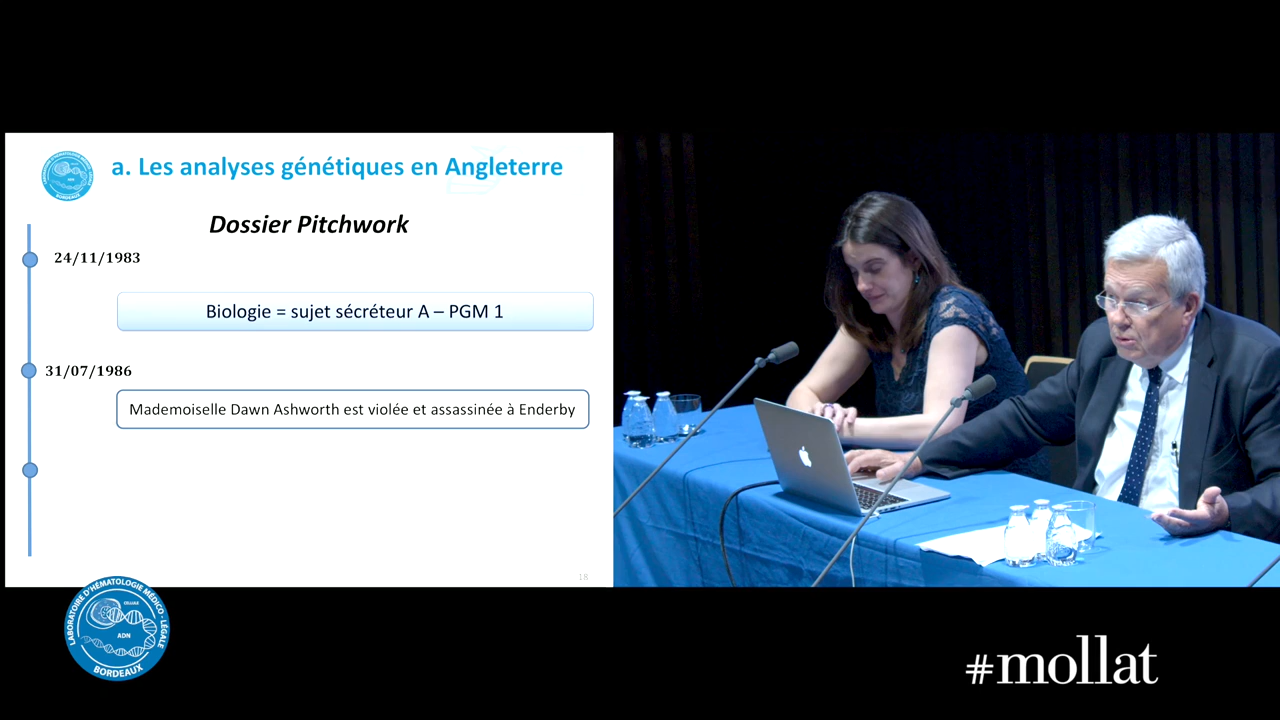 a. Les analyses génétiques en Angleterre
Dossier Pitchwork
24/11/1983
Biologie = sujet sécréteur A – PGM 1
31/07/1986
Mademoiselle Dawn Ashworth est violée et assassinée à Enderby
18
LABORATOIRE D'HÉMATOLOGIE MÉDICO-LÉGALE
ADN
BORDEAUX
#mollat